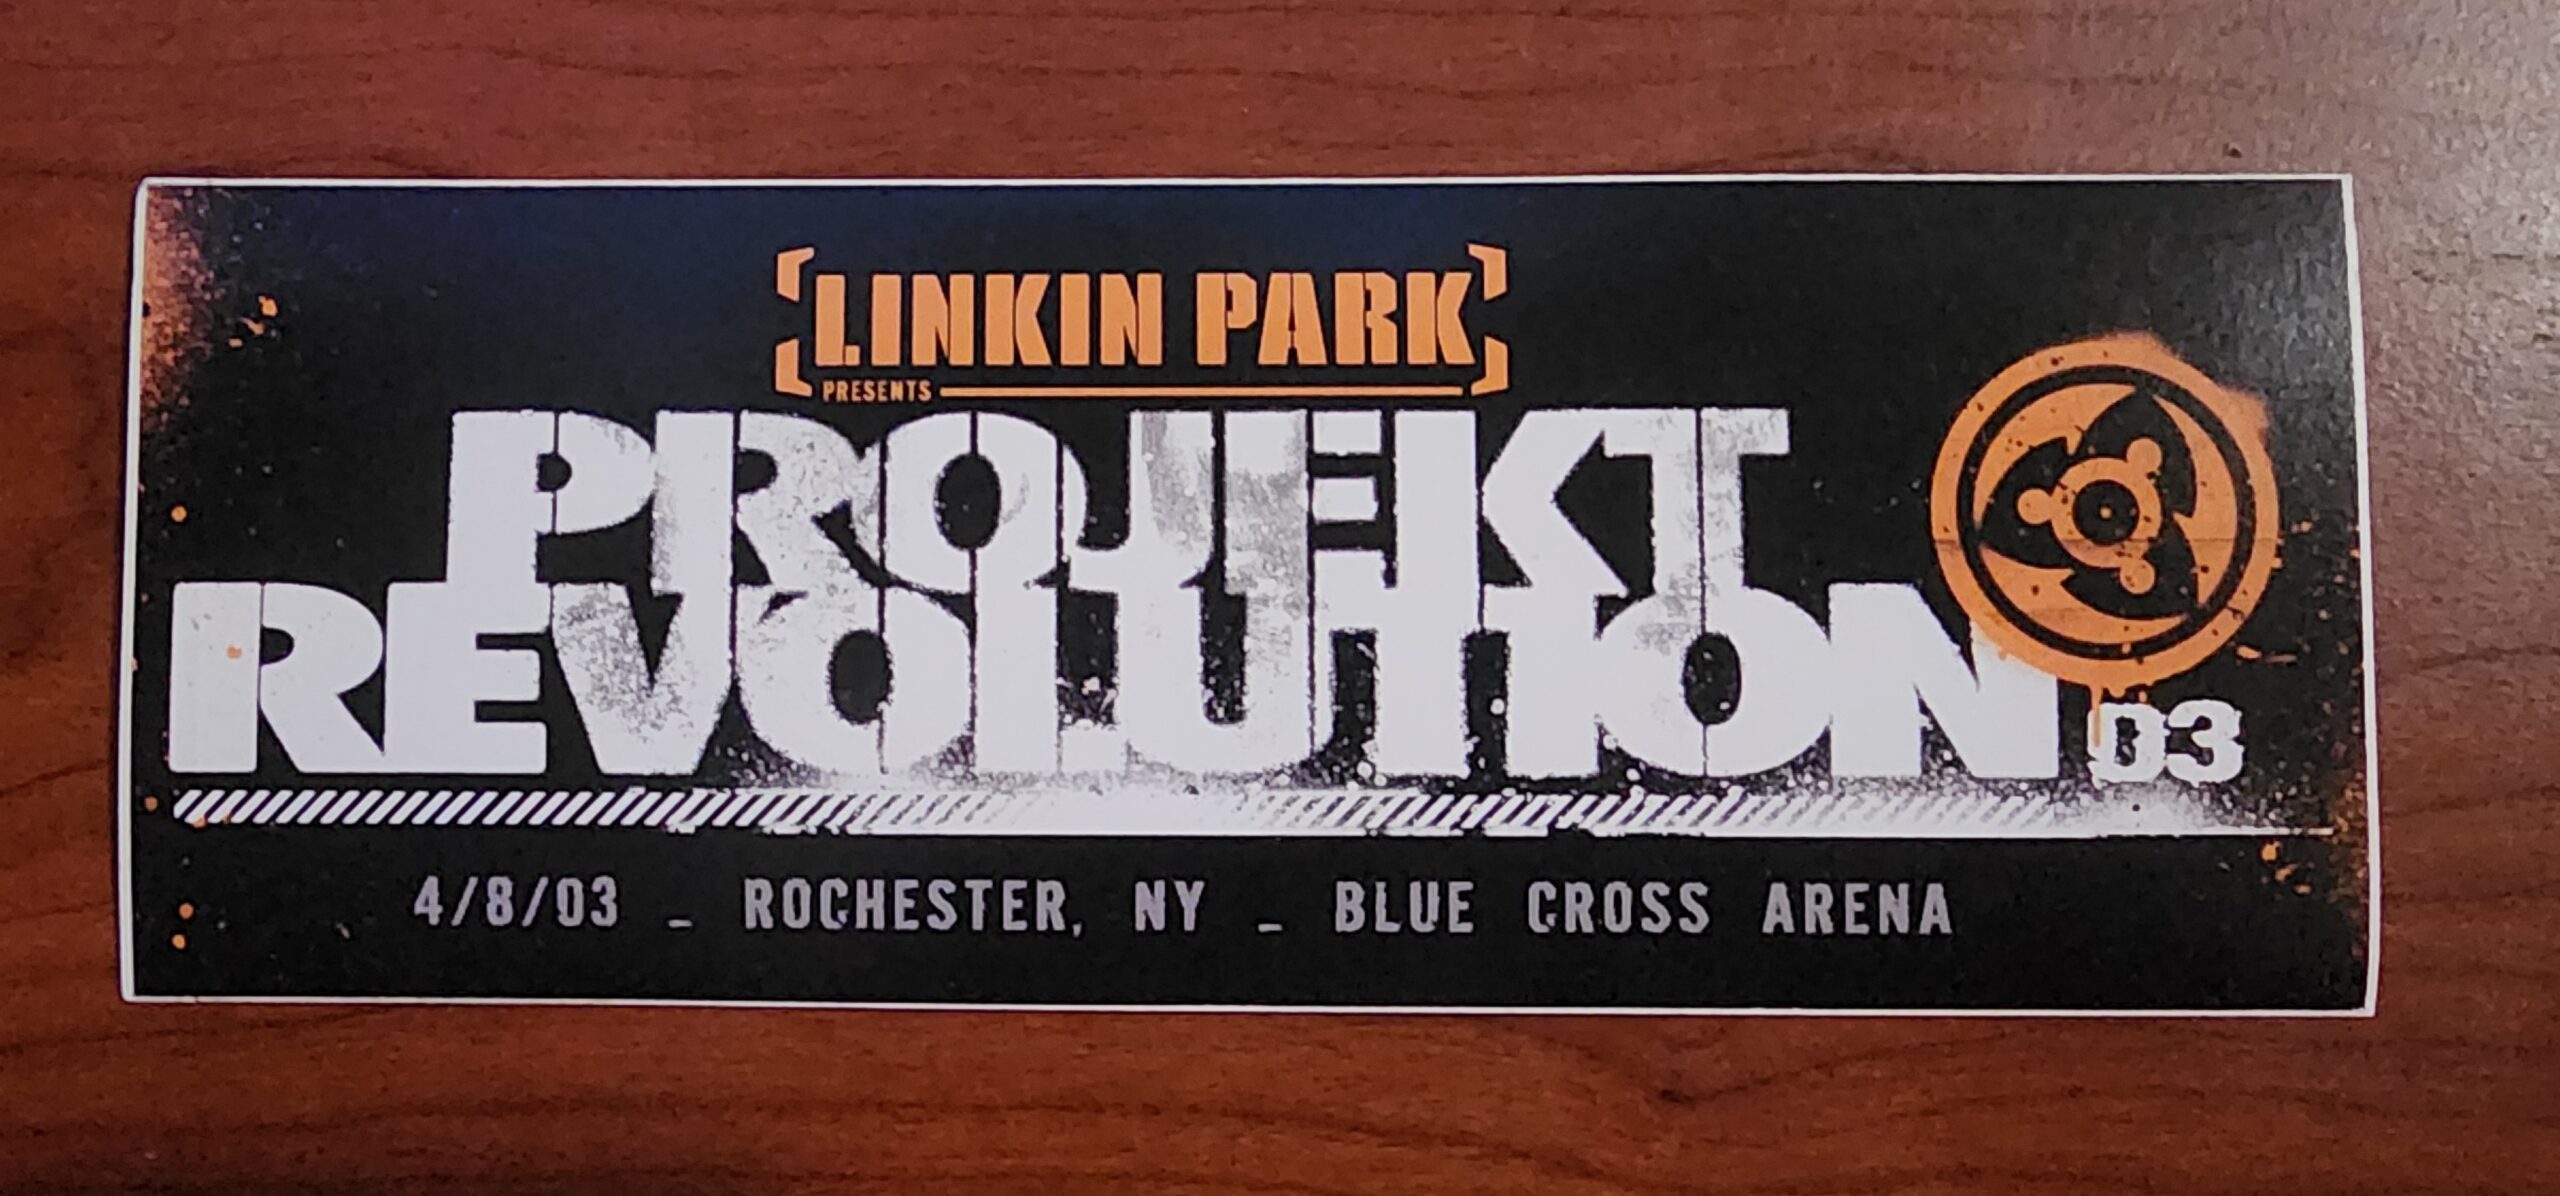 [LINKIN PARK]
PRESENTS
PROJEKT
REVOLUTION 03
4/8/03 _ ROCHESTER, NY _ BLUE CROSS ARENA